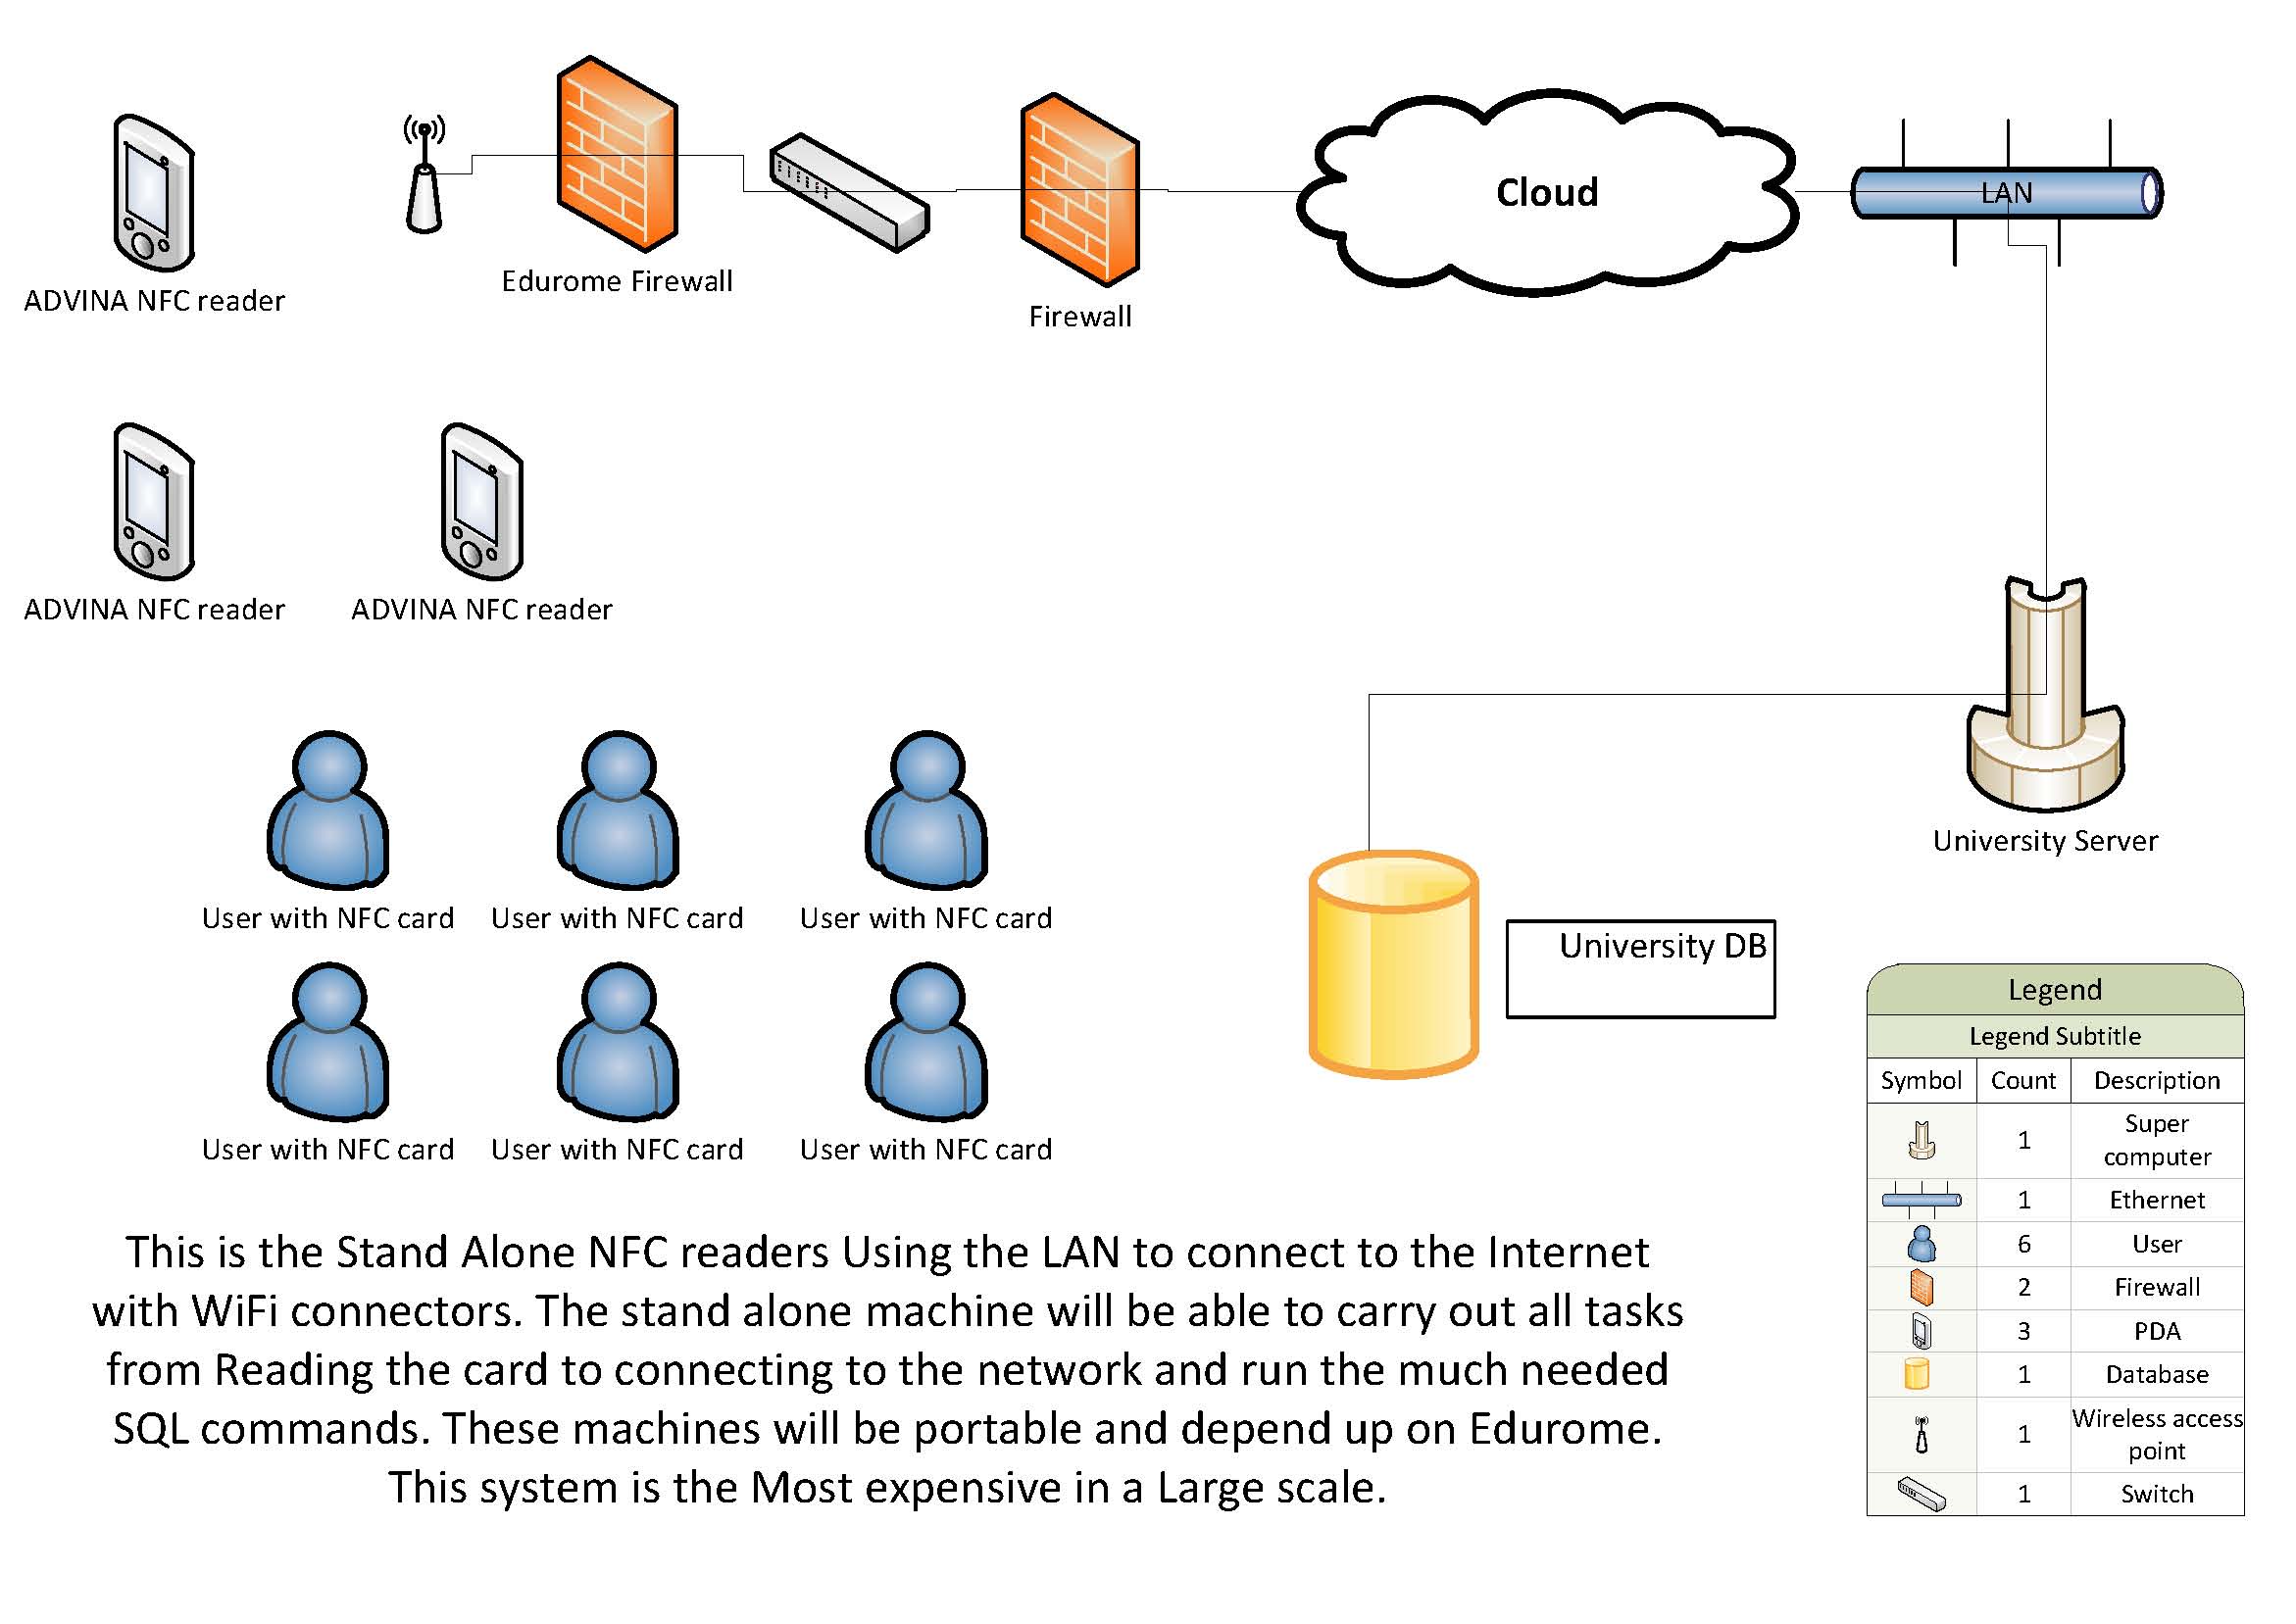 Cloud
LAN
Edurome Firewall
ADVINA NFC reader
Firewall
ADVINA NFC reader
ADVINA NFC reader
University Server
User with NFC card
User with NFC card
User with NFC card
University DB
User with NFC card
User with NFC card
User with NFC card
Legend
Legend Subtitle
Symbol Count Description
1 Super
computer
1 Ethernet
6 User
2 Firewall
3 PDA
1 Database
1 Wireless access
point
1 Switch
This is the Stand Alone NFC readers Using the LAN to connect to the Internet
with WiFi connectors. The stand alone machine will be able to carry out all tasks
from Reading the card to connecting to the network and run the much needed
SQL commands. These machines will be portable and depend up on Edurome.
This system is the Most expensive in a Large scale.